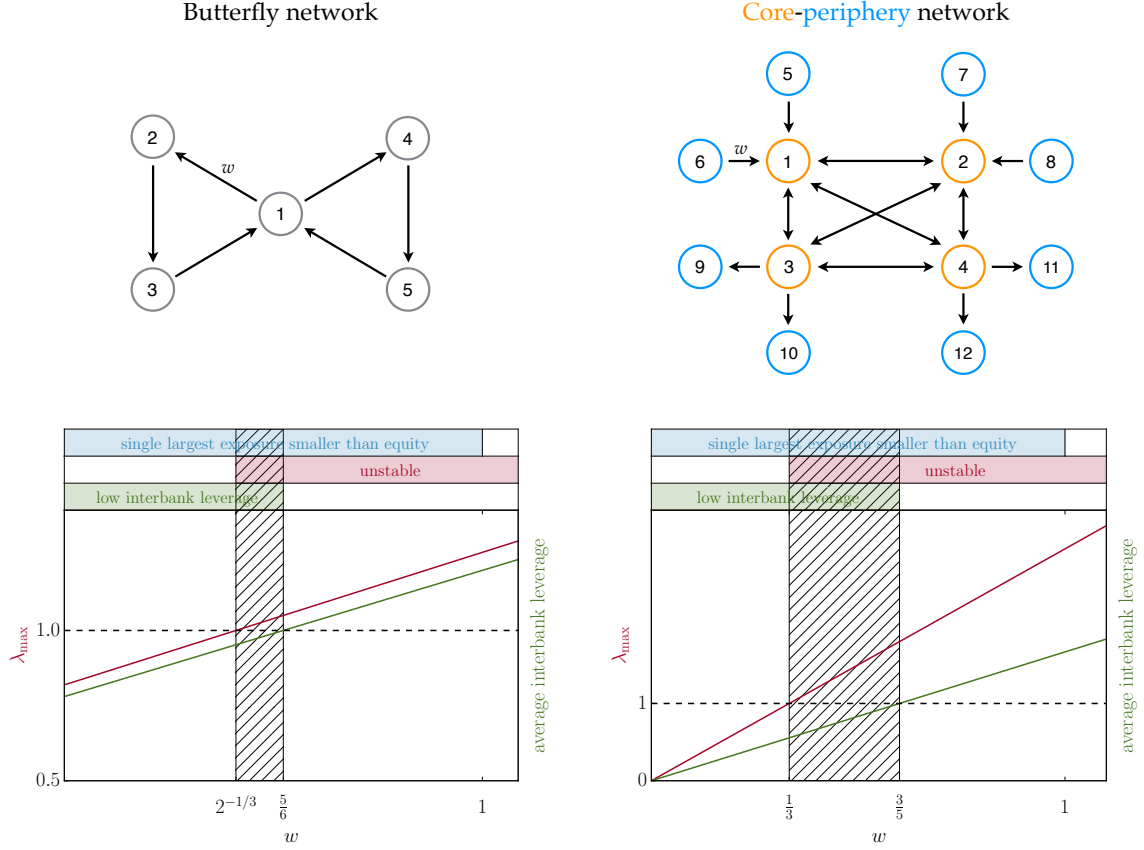 Butterfly network
Core-periphery network
2
4
w
1
3
5
5
7
6
w
1
2
8
9
3
4
11
10
12
single largest exposure smaller than equity
unstable
low interbank leverage
λmax
1.0
0.5
2^{-1/3}
5/6
1
w
average interbank leverage
single largest exposure smaller than equity
unstable
low interbank leverage
λmax
1
0
1/3
3/5
1
w
average interbank leverage